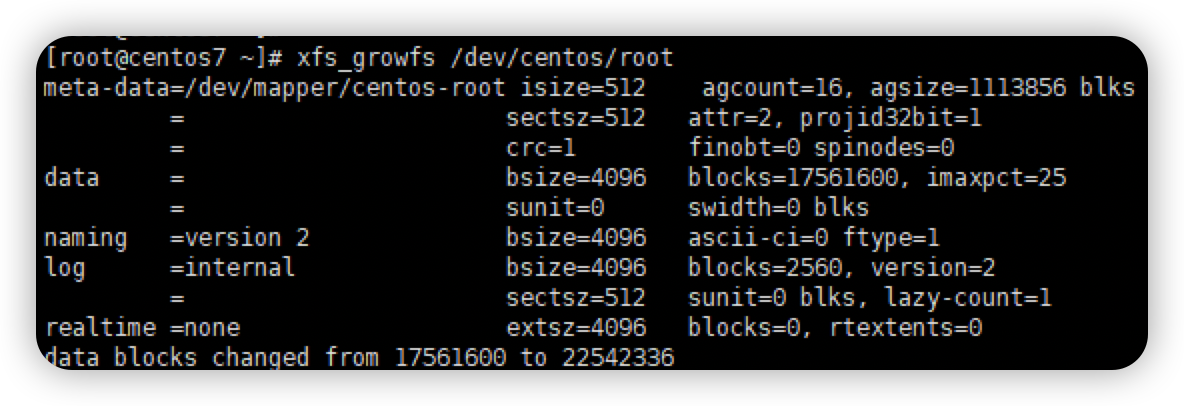 [root@centos7 ~]# xfs_growfs /dev/centos/root
meta-data=/dev/mapper/centos-root isize=512    agcount=16, agsize=1113856 blks
         =                       sectsz=512   attr=2, projid32bit=1
         =                       crc=1        finobt=0 spinodes=0
data     =                       bsize=4096   blocks=17561600, imaxpct=25
         =                       sunit=0      swidth=0 blks
naming   =version 2              bsize=4096   ascii-ci=0 ftype=1
log      =internal               bsize=4096   blocks=2560, version=2
         =                       sectsz=512   sunit=0 blks, lazy-count=1
realtime =none                   extsz=4096   blocks=0, rtextents=0
data blocks changed from 17561600 to 22542336